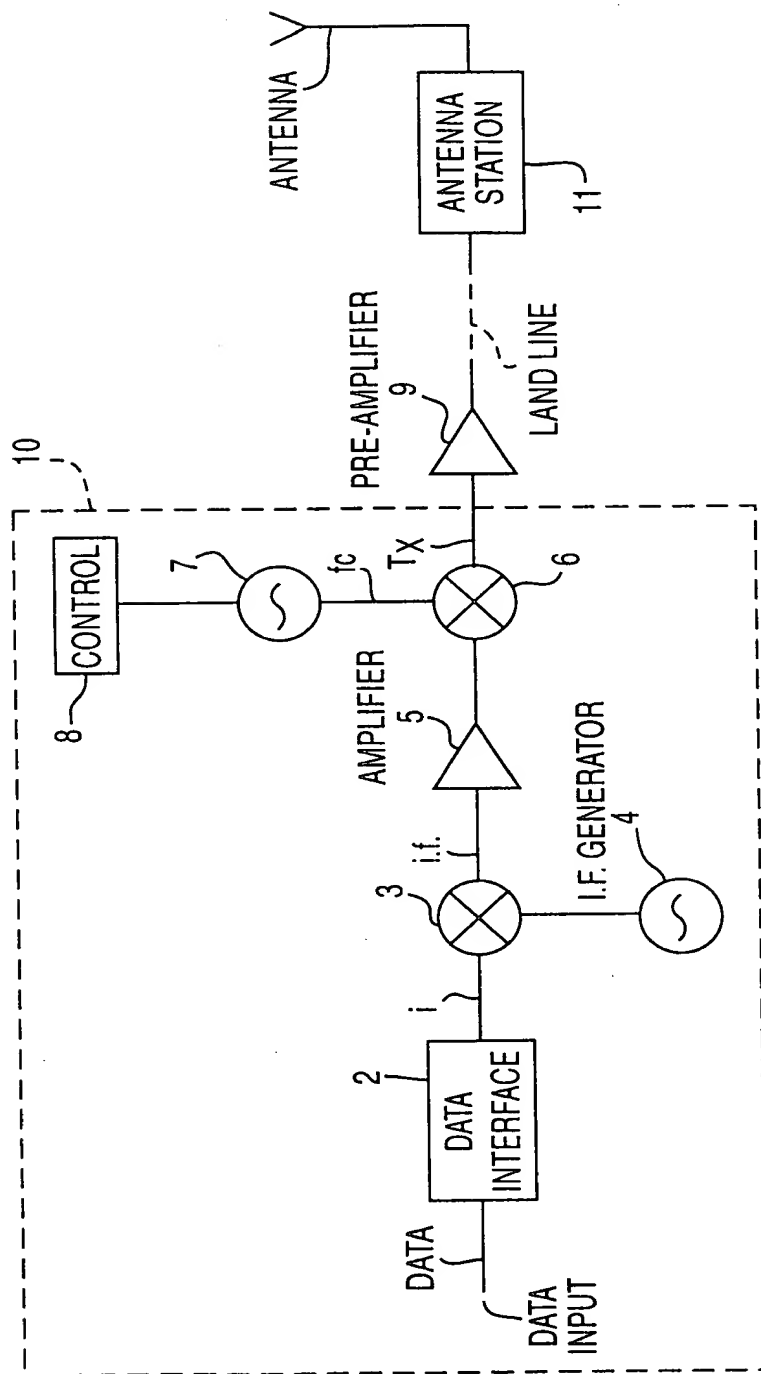 10
8
CONTROL
7
fc
DATA
INPUT
DATA
2
DATA
INTERFACE
i
3
i.f.
I.F. GENERATOR
4
AMPLIFIER
5
6
Tx
PRE-AMPLIFIER
9
LAND LINE
ANTENNA
STATION
11
ANTENNA